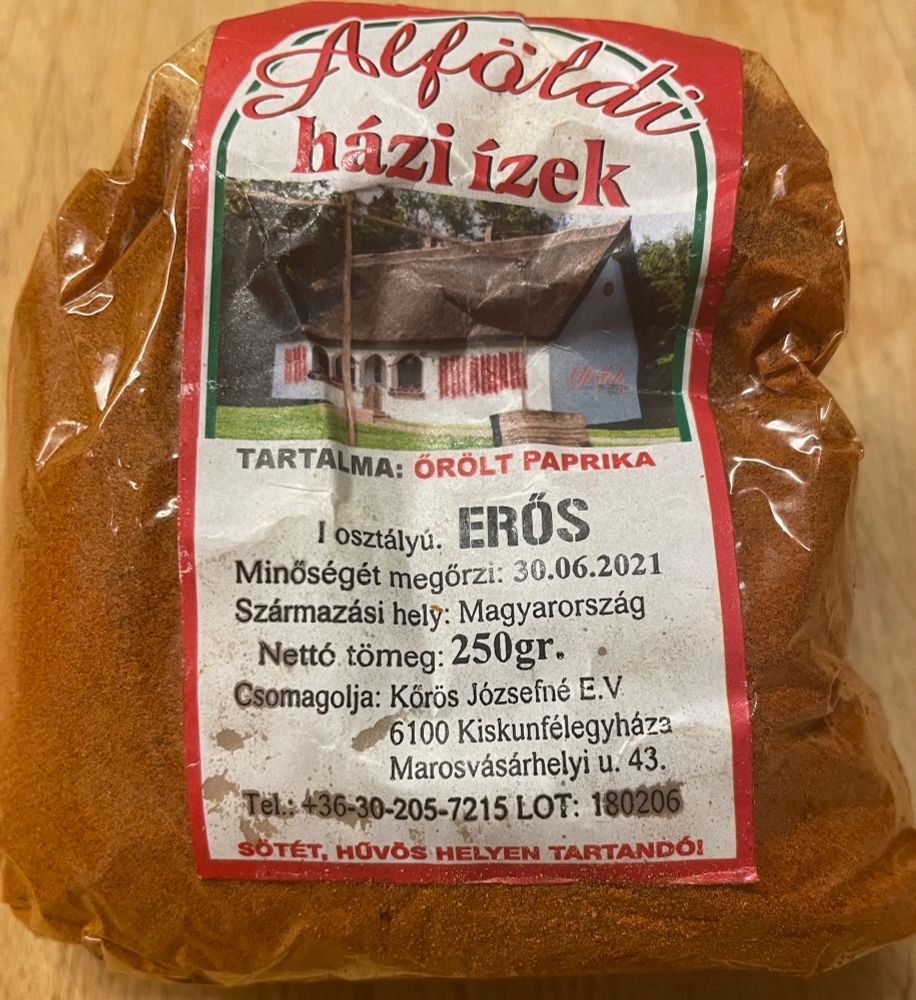 Alföldi
házi ízek
TARTALMA: ŐRÖLT PAPRIKA
I osztályú. ERŐS
Minőségét megőrzi: 30.06.2021
Származási hely: Magyarország
Nettó tömeg: 250gr.
Csomagolja: Kőrös Józsefné E.V
6100 Kiskunfélegyháza
Marosvásárhelyi u. 43.
Tel.: +36-30-205-7215 LOT: 180206
SÖTÉT, HŰVÖS HELYEN TARTANDÓ!